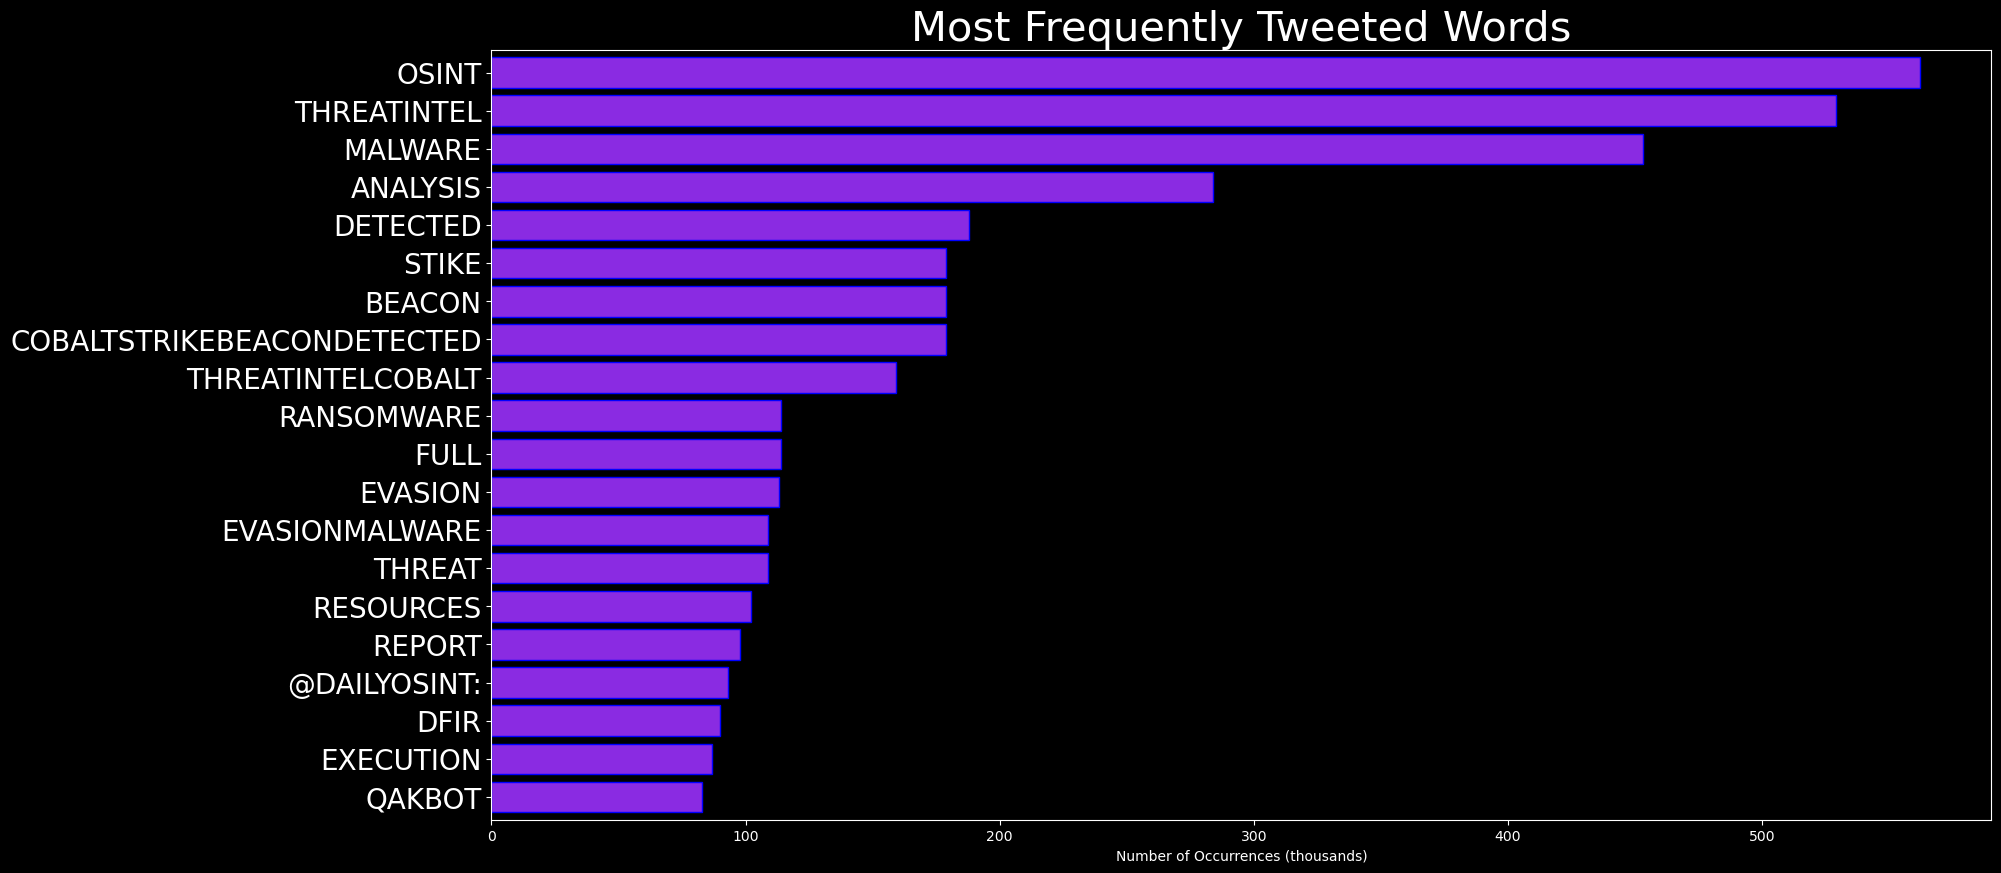 Most Frequently Tweeted Words
OSINT
THREATINTEL
MALWARE
ANALYSIS
DETECTED
STIKE
BEACON
COBALTSTRIKEBEACONDETECTED
THREATINTELCOBALT
RANSOMWARE
FULL
EVASION
EVASIONMALWARE
THREAT
RESOURCES
REPORT
@DAILYOSINT:
DFIR
EXECUTION
QAKBOT
0 100 200 300 400 500
Number of Occurrences (thousands)